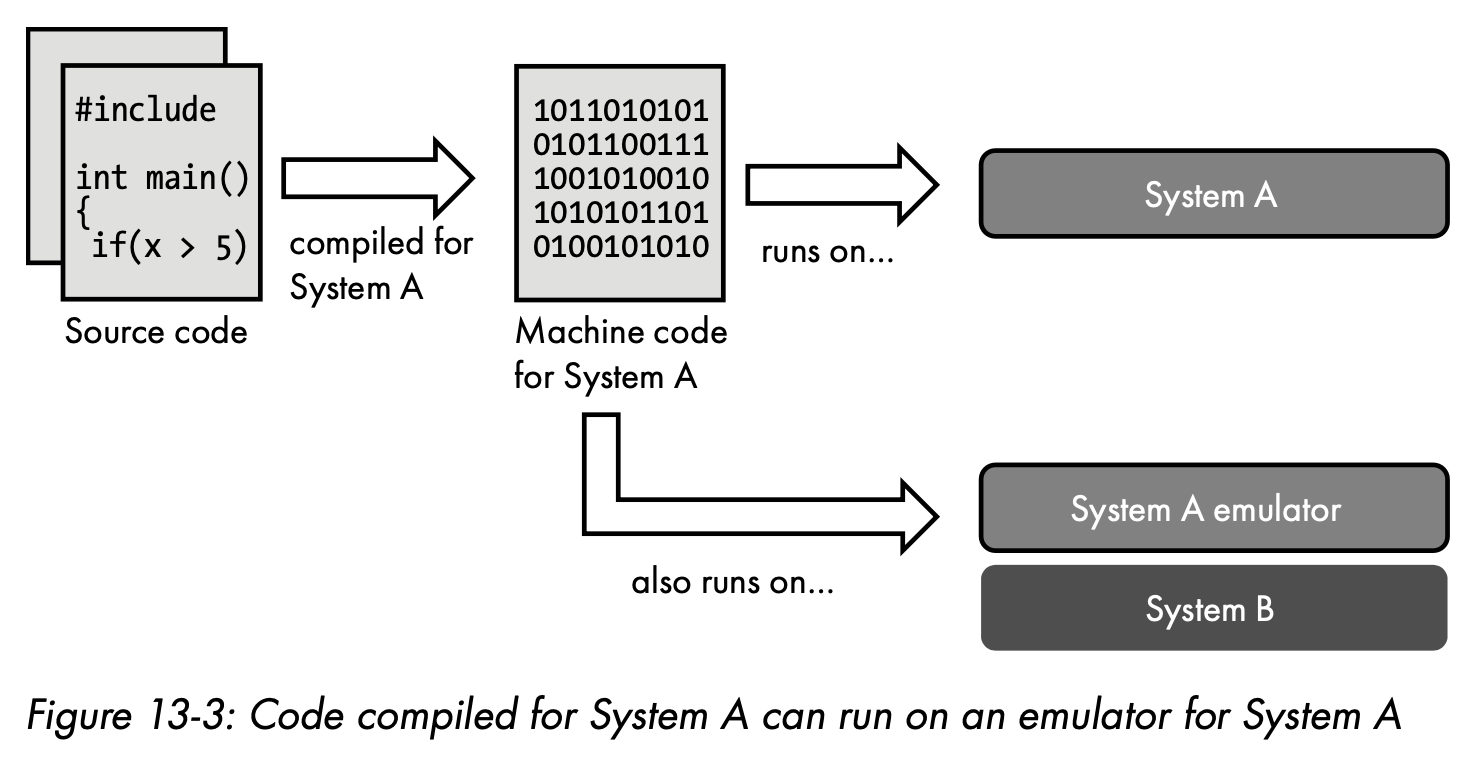 #include
int main()
{
if(x > 5)
Source code
compiled for
System A
1011010101
0101100111
1001010010
1010101101
0100101010
Machine code
for System A
runs on...
System A
also runs on...
System A emulator
System B
Figure 13-3: Code compiled for System A can run on an emulator for System A